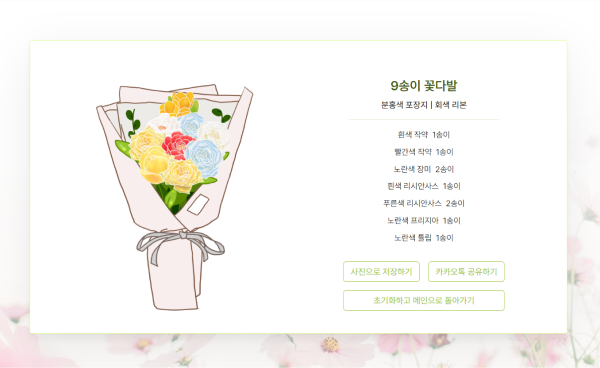 9송이 꽃다발
분홍색 포장지 | 회색 리본
흰색 작약 1송이
빨간색 작약 1송이
노란색 장미 2송이
흰색 리시안사스 1송이
푸른색 리시안사스 2송이
노란색 프리지아 1송이
노란색 튤립 1송이
사진으로 저장하기
카카오톡 공유하기
초기화하고 메인으로 돌아가기